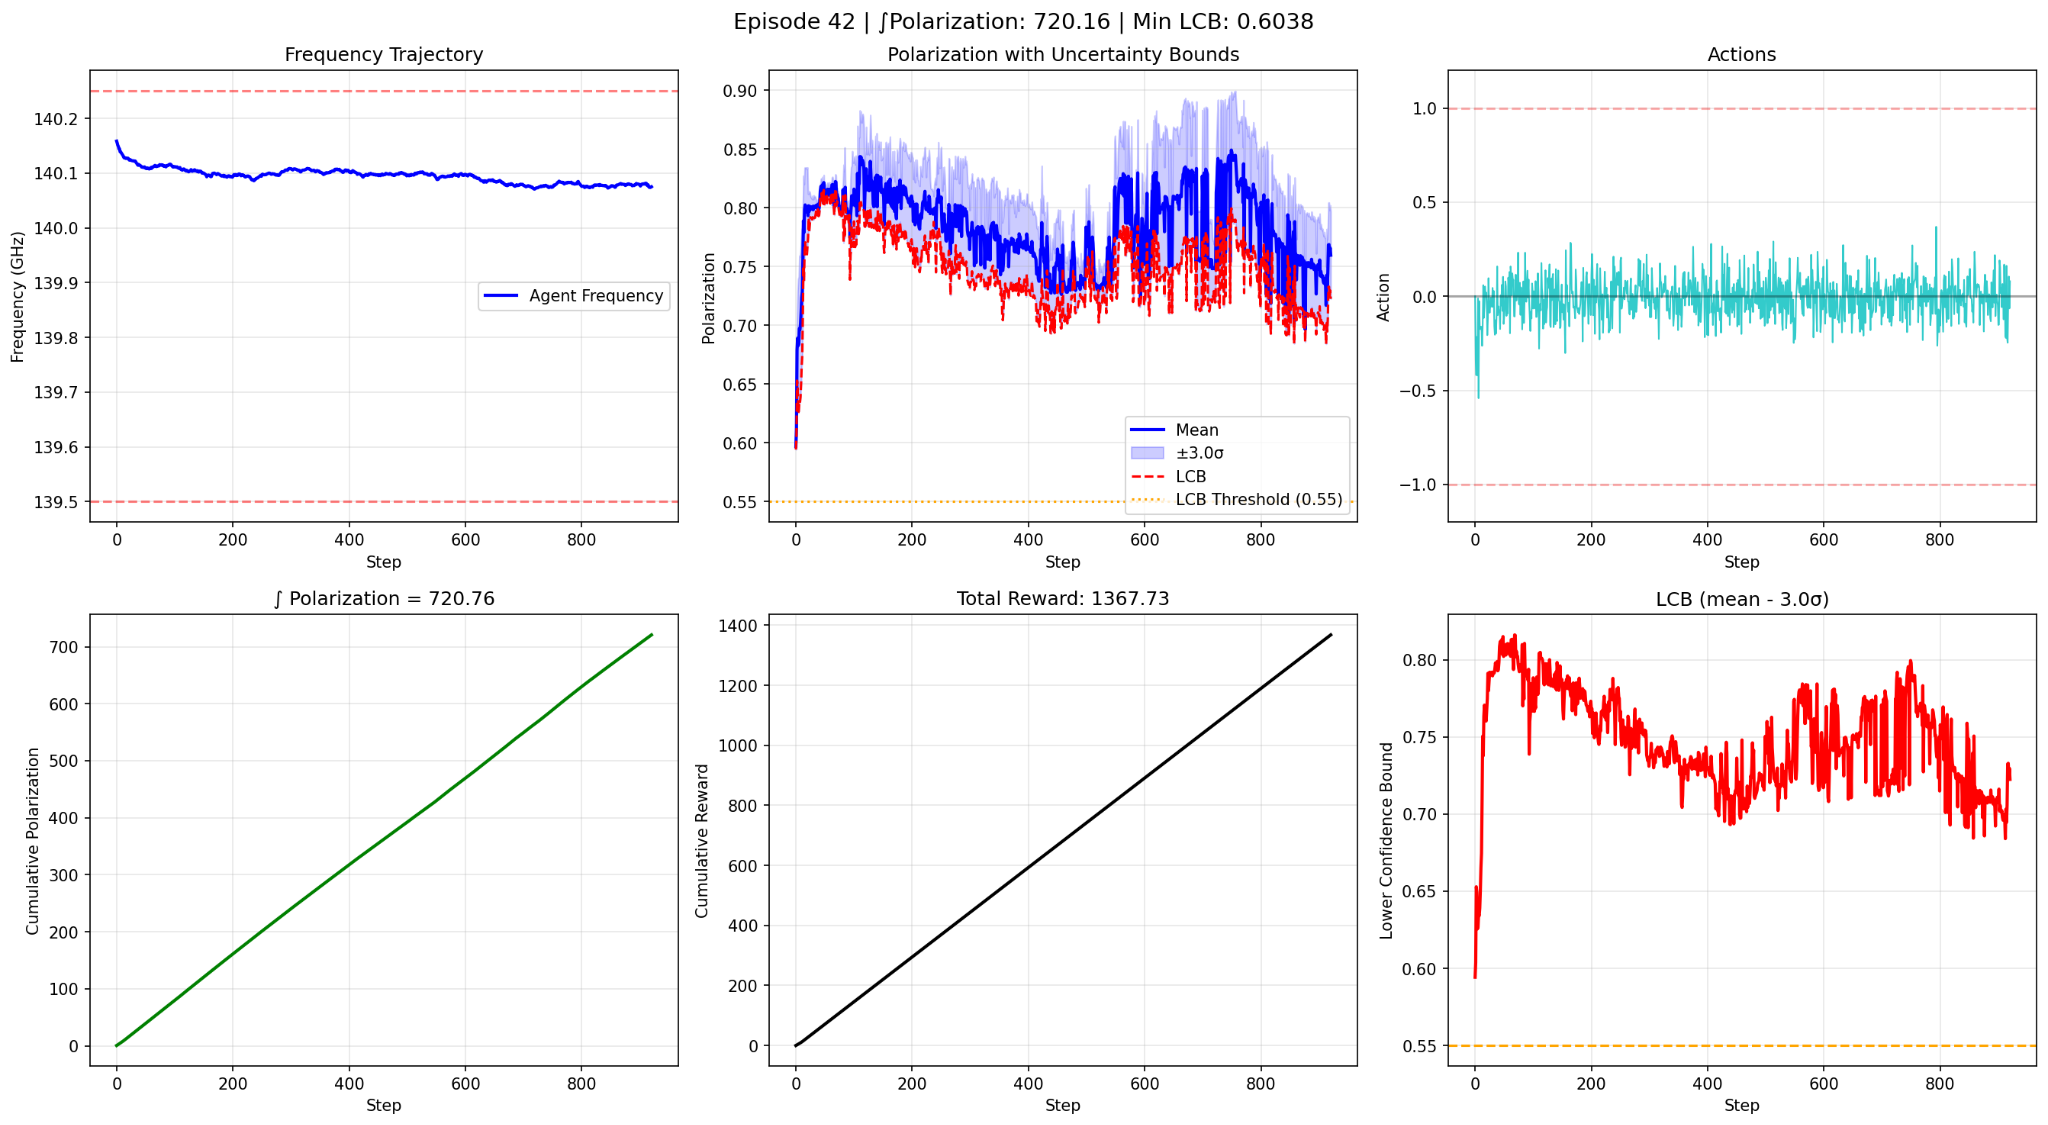 Episode 42 | ∫Polarization: 720.16 | Min LCB: 0.6038
Frequency Trajectory
140.2
140.1
140.0
139.9
139.8
139.7
139.6
139.5
Frequency (GHz)
Agent Frequency
0 200 400 600 800
Step
Polarization with Uncertainty Bounds
0.90
0.85
0.80
0.75
0.70
0.65
0.60
0.55
Polarization
Mean
±3.0σ
LCB
LCB Threshold (0.55)
0 200 400 600 800
Step
Actions
1.0
0.5
0.0
−0.5
−1.0
Action
0 200 400 600 800
Step
∫ Polarization = 720.76
700
600
500
400
300
200
100
0
Cumulative Polarization
0 200 400 600 800
Step
Total Reward: 1367.73
1400
1200
1000
800
600
400
200
0
Cumulative Reward
0 200 400 600 800
Step
LCB (mean - 3.0σ)
0.80
0.75
0.70
0.65
0.60
0.55
Lower Confidence Bound
0 200 400 600 800
Step